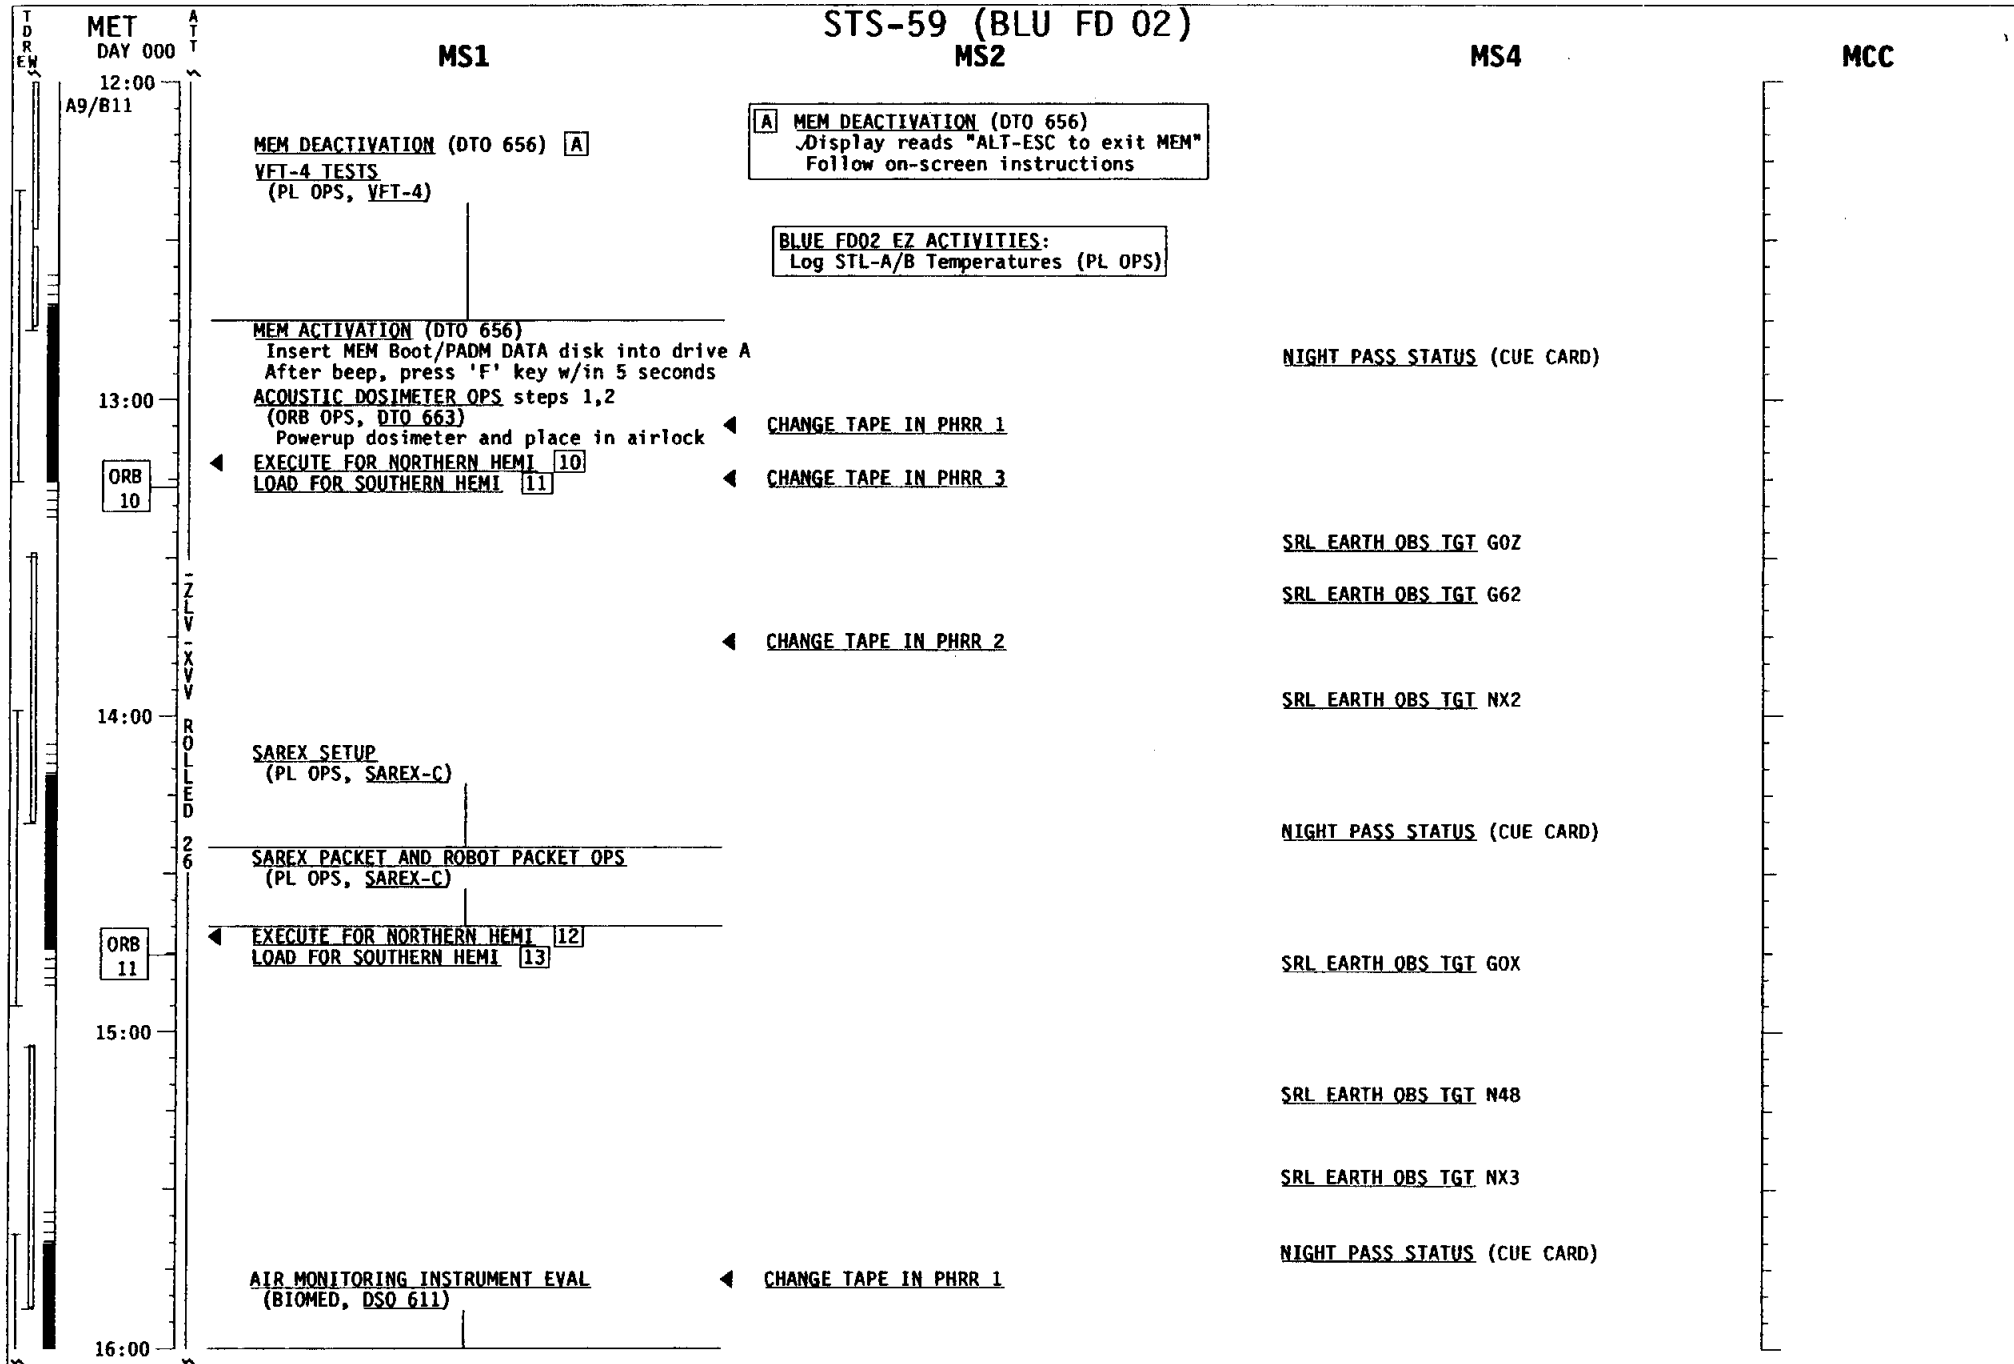 STS-59 (BLU FD 02)
TDRE W
MET
DAY 000
ATT
MS1
MS2
MS4
MCC
12:00
A9/B11
MEM DEACTIVATION (DTO 656) A
VFT-4 TESTS
(PL OPS, VFT-4)
A MEM DEACTIVATION (DTO 656)
√Display reads "ALT-ESC to exit MEM"
Follow on-screen instructions
BLUE FD02 EZ ACTIVITIES:
Log STL-A/B Temperatures (PL OPS)
MEM ACTIVATION (DTO 656)
Insert MEM Boot/PADM DATA disk into drive A
After beep, press 'F' key w/in 5 seconds
NIGHT PASS STATUS (CUE CARD)
13:00
ACOUSTIC DOSIMETER OPS steps 1,2
(ORB OPS, DTO 663)
Powerup dosimeter and place in airlock
CHANGE TAPE IN PHRR 1
EXECUTE FOR NORTHERN HEMI 10
LOAD FOR SOUTHERN HEMI 11
CHANGE TAPE IN PHRR 3
ORB
10
SRL EARTH OBS TGT G0Z
SRL EARTH OBS TGT G62
-ZLV -XVV ROLLED 26
CHANGE TAPE IN PHRR 2
SRL EARTH OBS TGT NX2
14:00
SAREX SETUP
(PL OPS, SAREX-C)
NIGHT PASS STATUS (CUE CARD)
SAREX PACKET AND ROBOT PACKET OPS
(PL OPS, SAREX-C)
EXECUTE FOR NORTHERN HEMI 12
LOAD FOR SOUTHERN HEMI 13
ORB
11
SRL EARTH OBS TGT G0X
15:00
SRL EARTH OBS TGT N48
SRL EARTH OBS TGT NX3
NIGHT PASS STATUS (CUE CARD)
AIR MONITORING INSTRUMENT EVAL
(BIOMED, DSO 611)
CHANGE TAPE IN PHRR 1
16:00